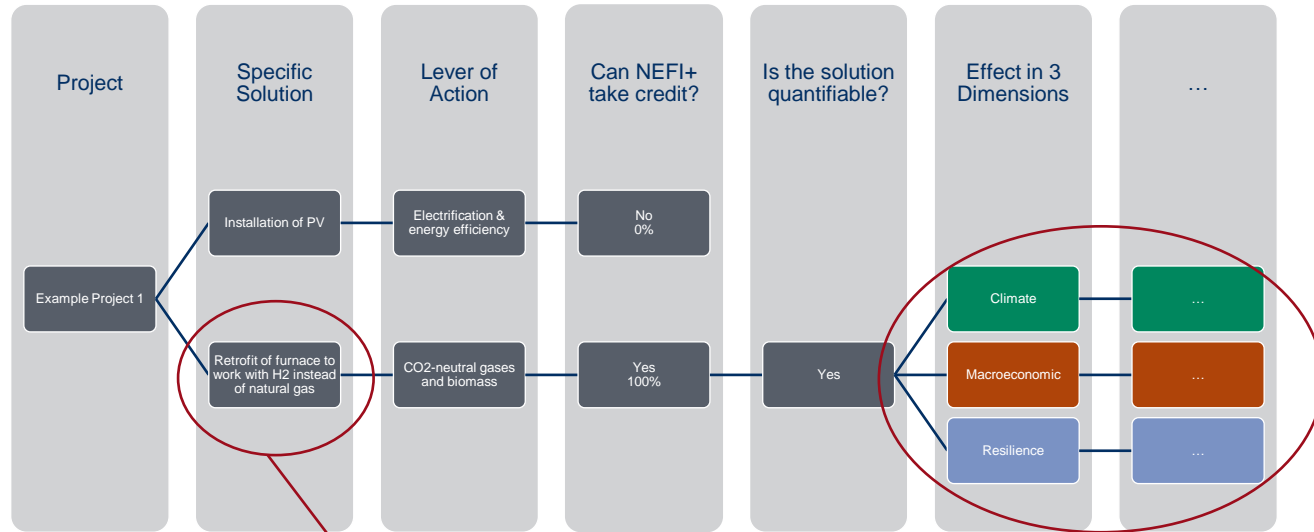 Project
Specific
Solution
Lever of
Action
Can NEFI+
take credit?
Is the solution
quantifiable?
Effect in 3
Dimensions
…
Installation of PV
Electrification &
energy efficiency
No
0%
Example Project 1
Retrofit of furnace to
work with H2 instead
of natural gas
CO2-neutral gases
and biomass
Yes
100%
Yes
Climate
…
Macroeconomic
…
Resilience
…